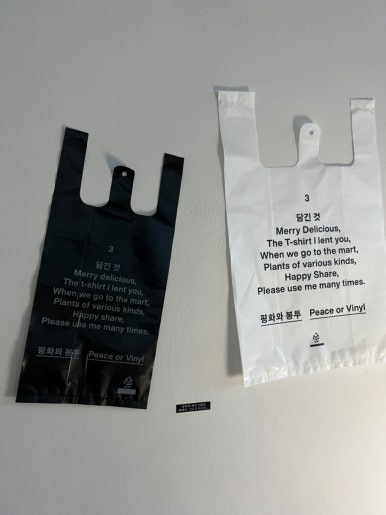 3
담긴 것
Merry delicious,
The t-shirt I lent you,
When we go to the mart,
Plants of various kinds,
Happy share,
Please use me many times.
평화와 봉투 Peace or Vinyl
3
담긴 것
Merry Delicious,
The T-shirt I lent you,
When we go to the mart,
Plants of various kinds,
Happy Share,
Please use me many times.
평화와 봉투 Peace or Vinyl